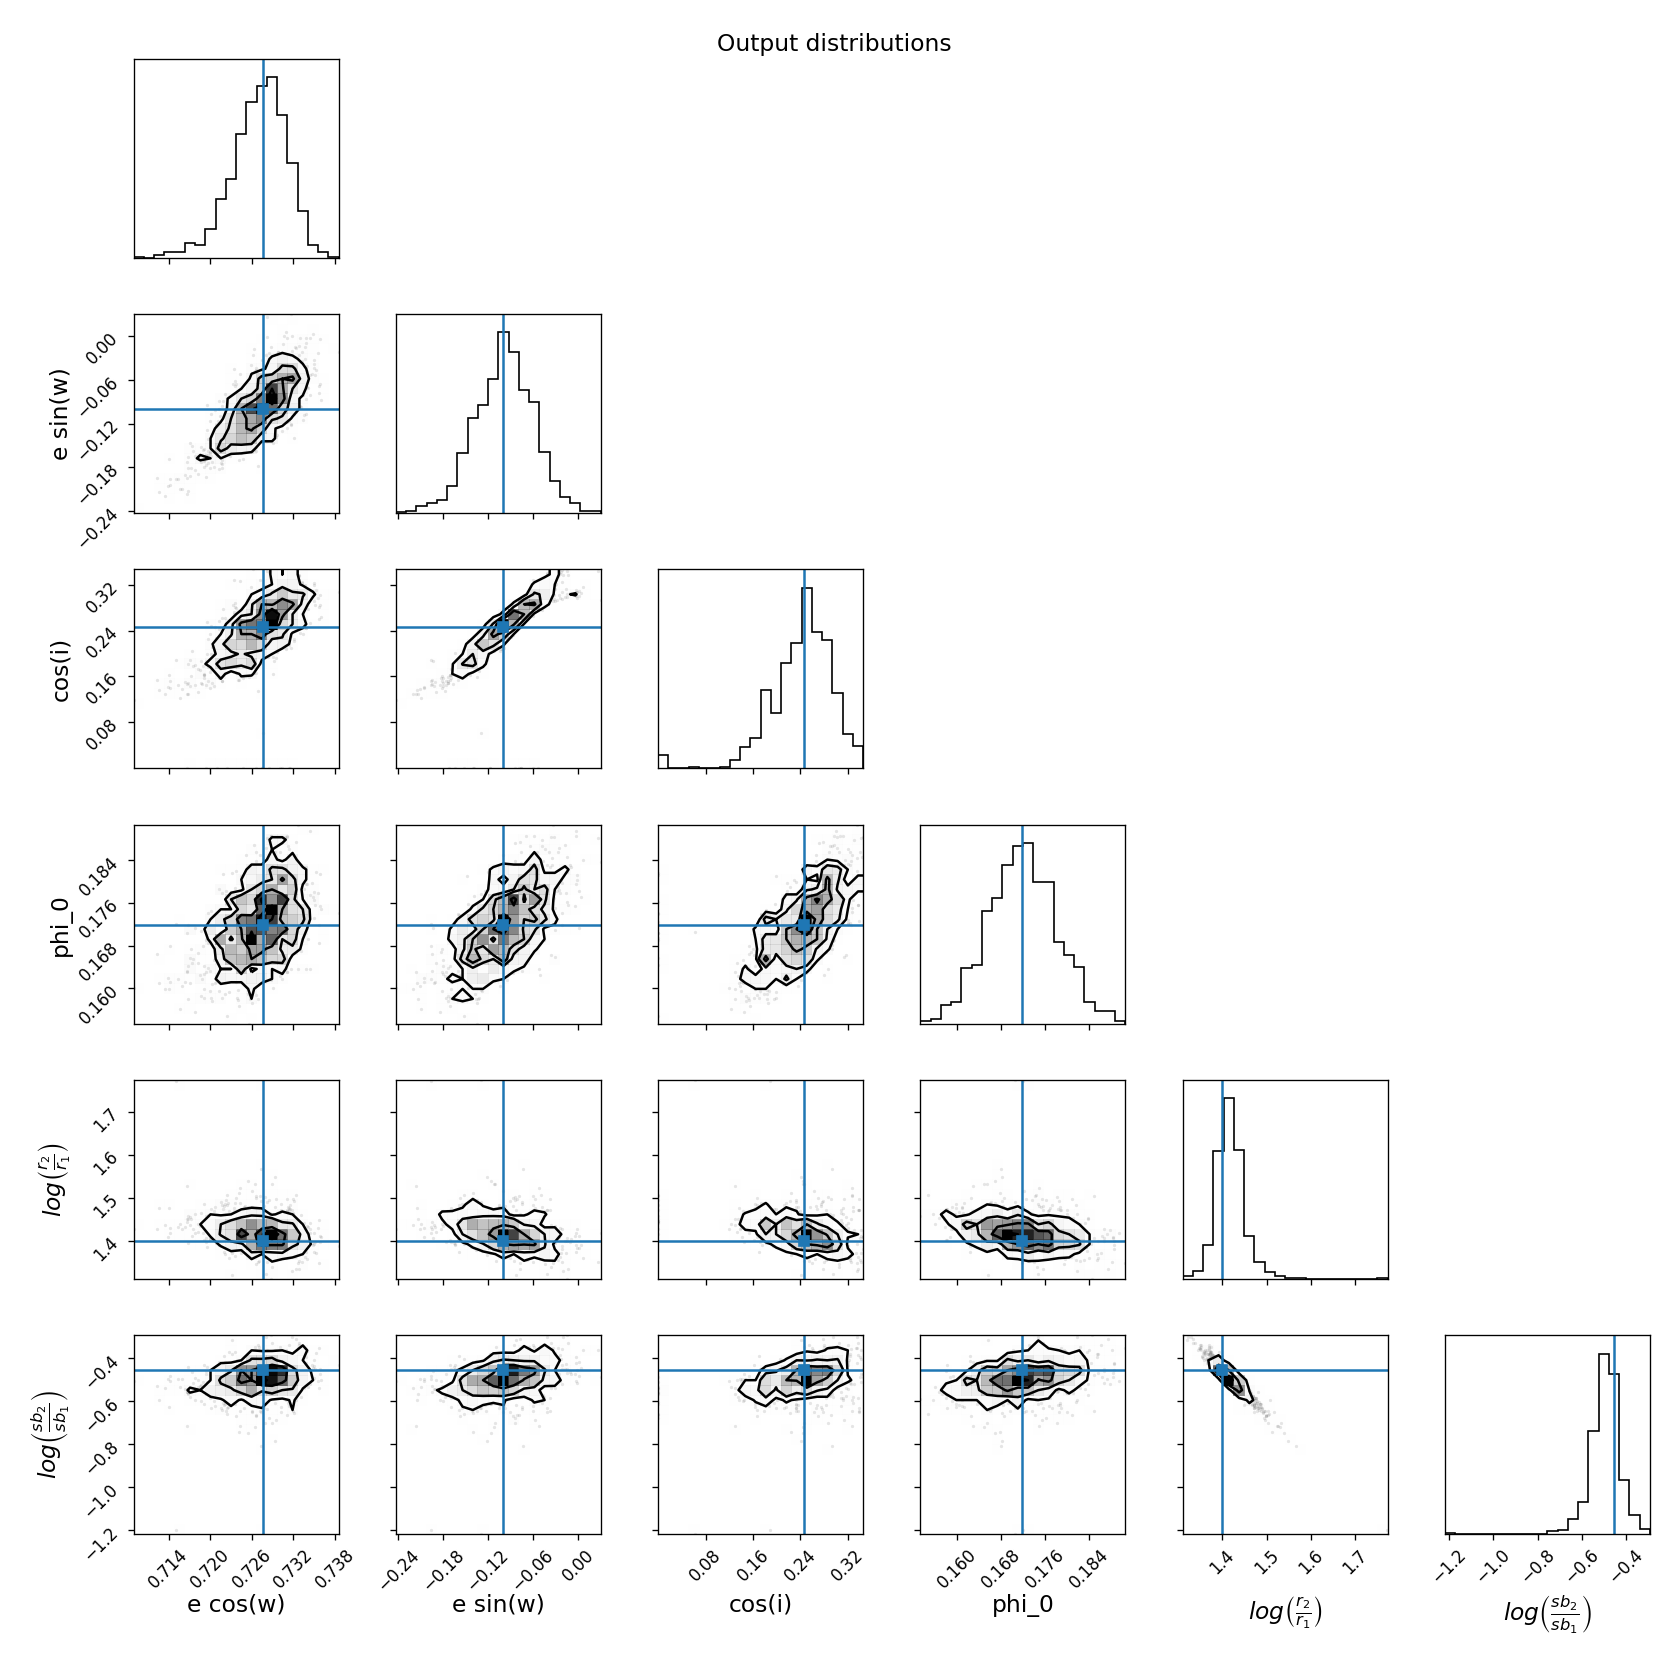 Output distributions
e sin(w)
0.00
−0.06
−0.12
−0.18
−0.24
cos(i)
0.32
0.24
0.16
0.08
phi_0
0.184
0.176
0.168
0.160
log(r2/r1)
1.7
1.6
1.5
1.4
log(sb2/sb1)
−0.4
−0.6
−0.8
−1.0
−1.2
0.714 0.720 0.726 0.732 0.738
−0.24 −0.18 −0.12 −0.06 0.00
0.08 0.16 0.24 0.32
0.160 0.168 0.176 0.184
1.4 1.5 1.6 1.7
−1.2 −1.0 −0.8 −0.6 −0.4
e cos(w)
e sin(w)
cos(i)
phi_0
log(r2/r1)
log(sb2/sb1)